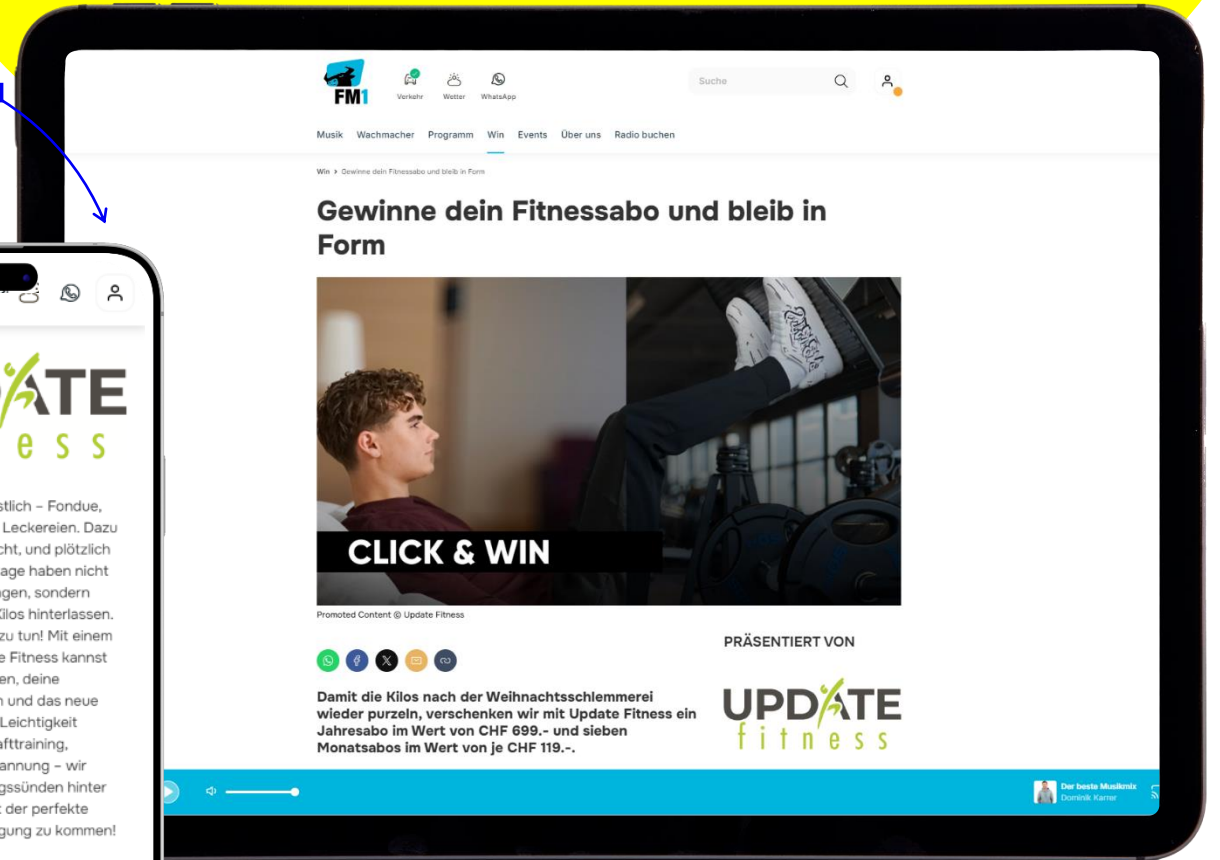 FM1
Verkehr
Wetter
WhatsApp
Suche
Musik Wachmacher Programm Win Events Über uns Radio buchen
Win > Gewinne dein Fitnessabo und bleib in Form
Gewinne dein Fitnessabo und bleib in
Form
CLICK & WIN
Promoted Content © Update Fitness
PRÄSENTIERT VON
UPDATE
fitness
Damit die Kilos nach der Weihnachtsschlemmerei
wieder purzeln, verschenken wir mit Update Fitness ein
Jahresabo im Wert von CHF 699.- und sieben
Monatsabos im Wert von je CHF 119.-.
Der beste Musikmix
Dominik Karrer
ATE
ess
stlich – Fondue,
Leckereien. Dazu
cht, und plötzlich
age haben nicht
gen, sondern
Kilos hinterlassen.
zu tun! Mit einem
e Fitness kannst
en, deine
n und das neue
Leichtigkeit
afttraining,
annung – wir
gssünden hinter
t der perfekte
gung zu kommen!